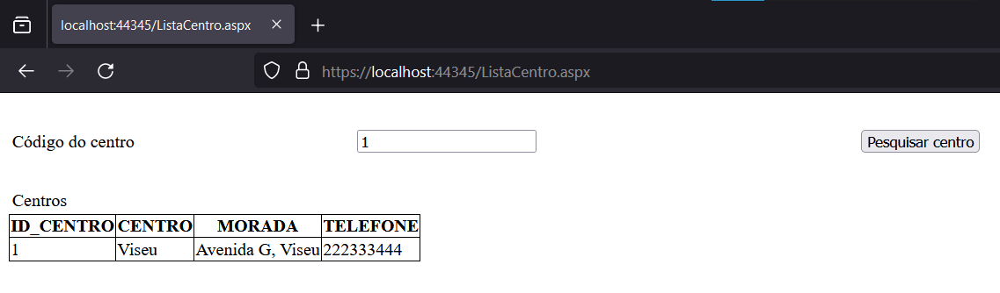 localhost:44345/ListaCentro.aspx
https://localhost:44345/ListaCentro.aspx
Código do centro 1 Pesquisar centro
Centros
ID_CENTRO CENTRO MORADA TELEFONE
1 Viseu Avenida G, Viseu 222333444